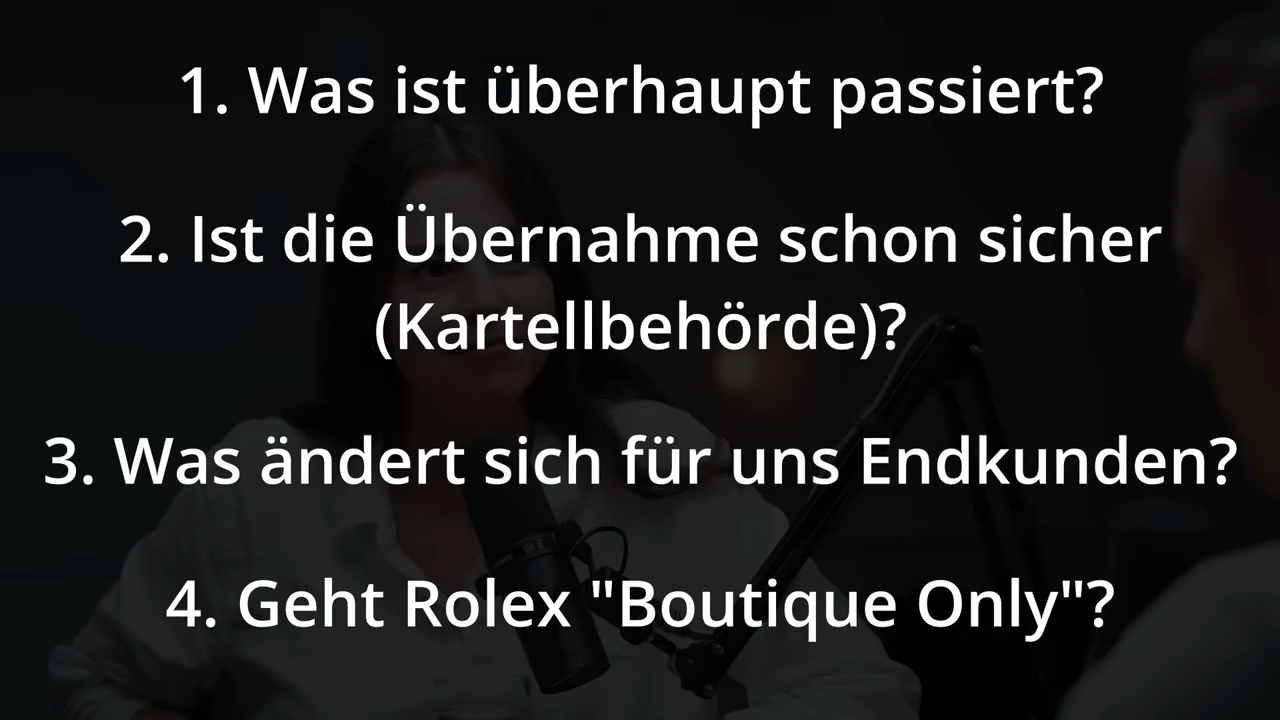 1. Was ist überhaupt passiert?
2. Ist die Übernahme schon sicher
(Kartellbehörde)?
3. Was ändert sich für uns Endkunden?
4. Geht Rolex "Boutique Only"?